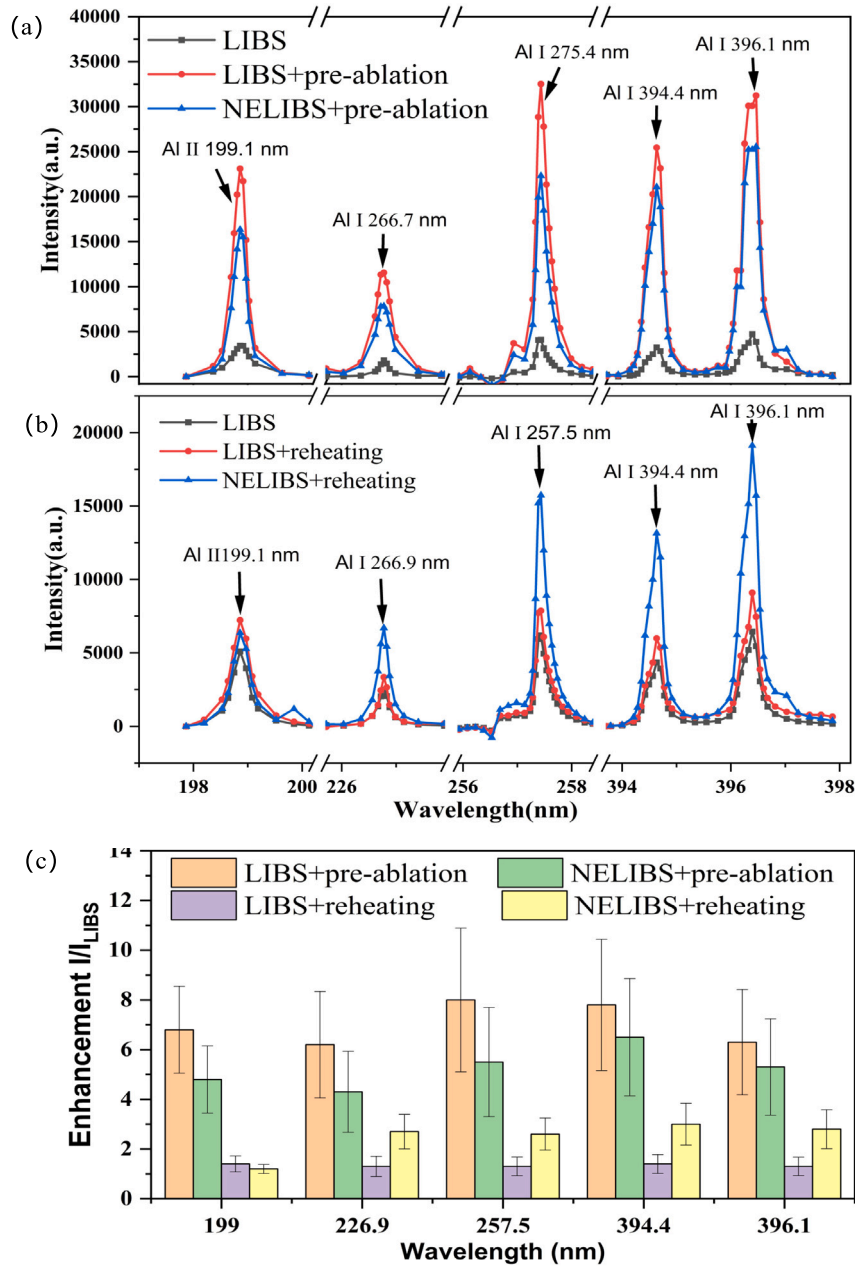 (a)
40000
35000
30000
25000
20000
15000
10000
5000
0
Intensity(a.u.)
LIBS
LIBS+pre-ablation
NELIBS+pre-ablation
Al II 199.1 nm
Al I 266.7 nm
Al I 275.4 nm
Al I 394.4 nm
Al I 396.1 nm
(b)
20000
15000
10000
5000
0
Intensity(a.u.)
LIBS
LIBS+reheating
NELIBS+reheating
Al II199.1 nm
Al I 266.9 nm
Al I 257.5 nm
Al I 394.4 nm
Al I 396.1 nm
198 200 226 256 258 394 396 398
Wavelength(nm)
(c)
14
12
10
8
6
4
2
0
Enhancement I/I_LIBS
LIBS+pre-ablation
NELIBS+pre-ablation
LIBS+reheating
NELIBS+reheating
199 226.9 257.5 394.4 396.1
Wavelength (nm)